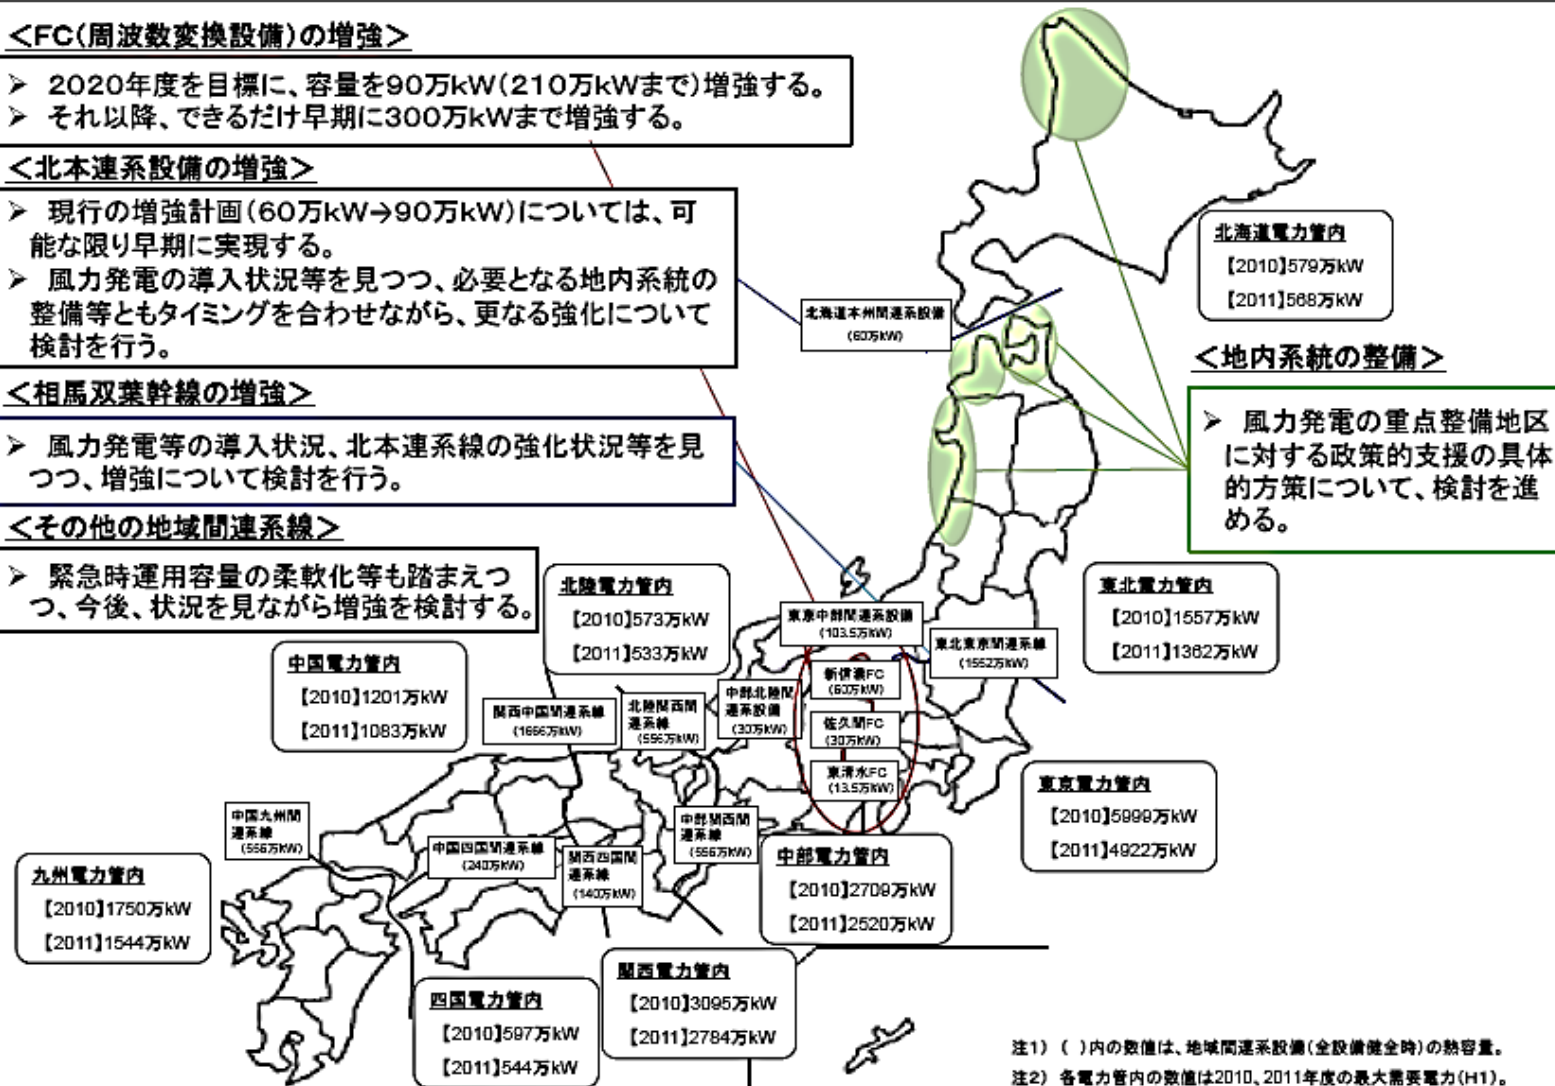 ＜FC(周波数変換設備)の増強＞
➢ 2020年度を目標に、容量を90万kW(210万kWまで)増強する。
➢ それ以降、できるだけ早期に300万kWまで増強する。
＜北本連系設備の増強＞
➢ 現行の増強計画(60万kW→90万kW)については、可
能な限り早期に実現する。
➢ 風力発電の導入状況等を見つつ、必要となる地内系統の
整備等ともタイミングを合わせながら、更なる強化について
検討を行う。
＜相馬双葉幹線の増強＞
➢ 風力発電等の導入状況、北本連系線の強化状況等を見
つつ、増強について検討を行う。
＜その他の地域間連系線＞
➢ 緊急時運用容量の柔軟化等も踏まえつ
つ、今後、状況を見ながら増強を検討する。
北海道電力管内
【2010】579万kW
【2011】568万kW
北海道本州間連系設備
(60万kW)
＜地内系統の整備＞
➢ 風力発電の重点整備地区
に対する政策的支援の具体
的方策について、検討を進
める。
北陸電力管内
【2010】573万kW
【2011】533万kW
東北電力管内
【2010】1557万kW
【2011】1362万kW
東京中部間連系設備
(103.5万kW)
東北東京間連系線
(1552万kW)
中国電力管内
【2010】1201万kW
【2011】1083万kW
関西中国間連系線
(1666万kW)
北陸関西間
連系線
(556万kW)
中部北陸間
連系設備
(30万kW)
新信濃FC
(60万kW)
佐久間FC
(30万kW)
東清水FC
(13.5万kW)
東京電力管内
【2010】5999万kW
【2011】4922万kW
中国九州間
連系線
(556万kW)
中国四国間連系線
(240万kW)
関西四国間
連系線
(140万kW)
中部関西間
連系線
(556万kW)
中部電力管内
【2010】2709万kW
【2011】2520万kW
九州電力管内
【2010】1750万kW
【2011】1544万kW
関西電力管内
【2010】3095万kW
【2011】2784万kW
四国電力管内
【2010】597万kW
【2011】544万kW
注1) ( )内の数値は、地域間連系設備(全設備健全時)の熱容量。
注2) 各電力管内の数値は2010、2011年度の最大需要電力(H1)。